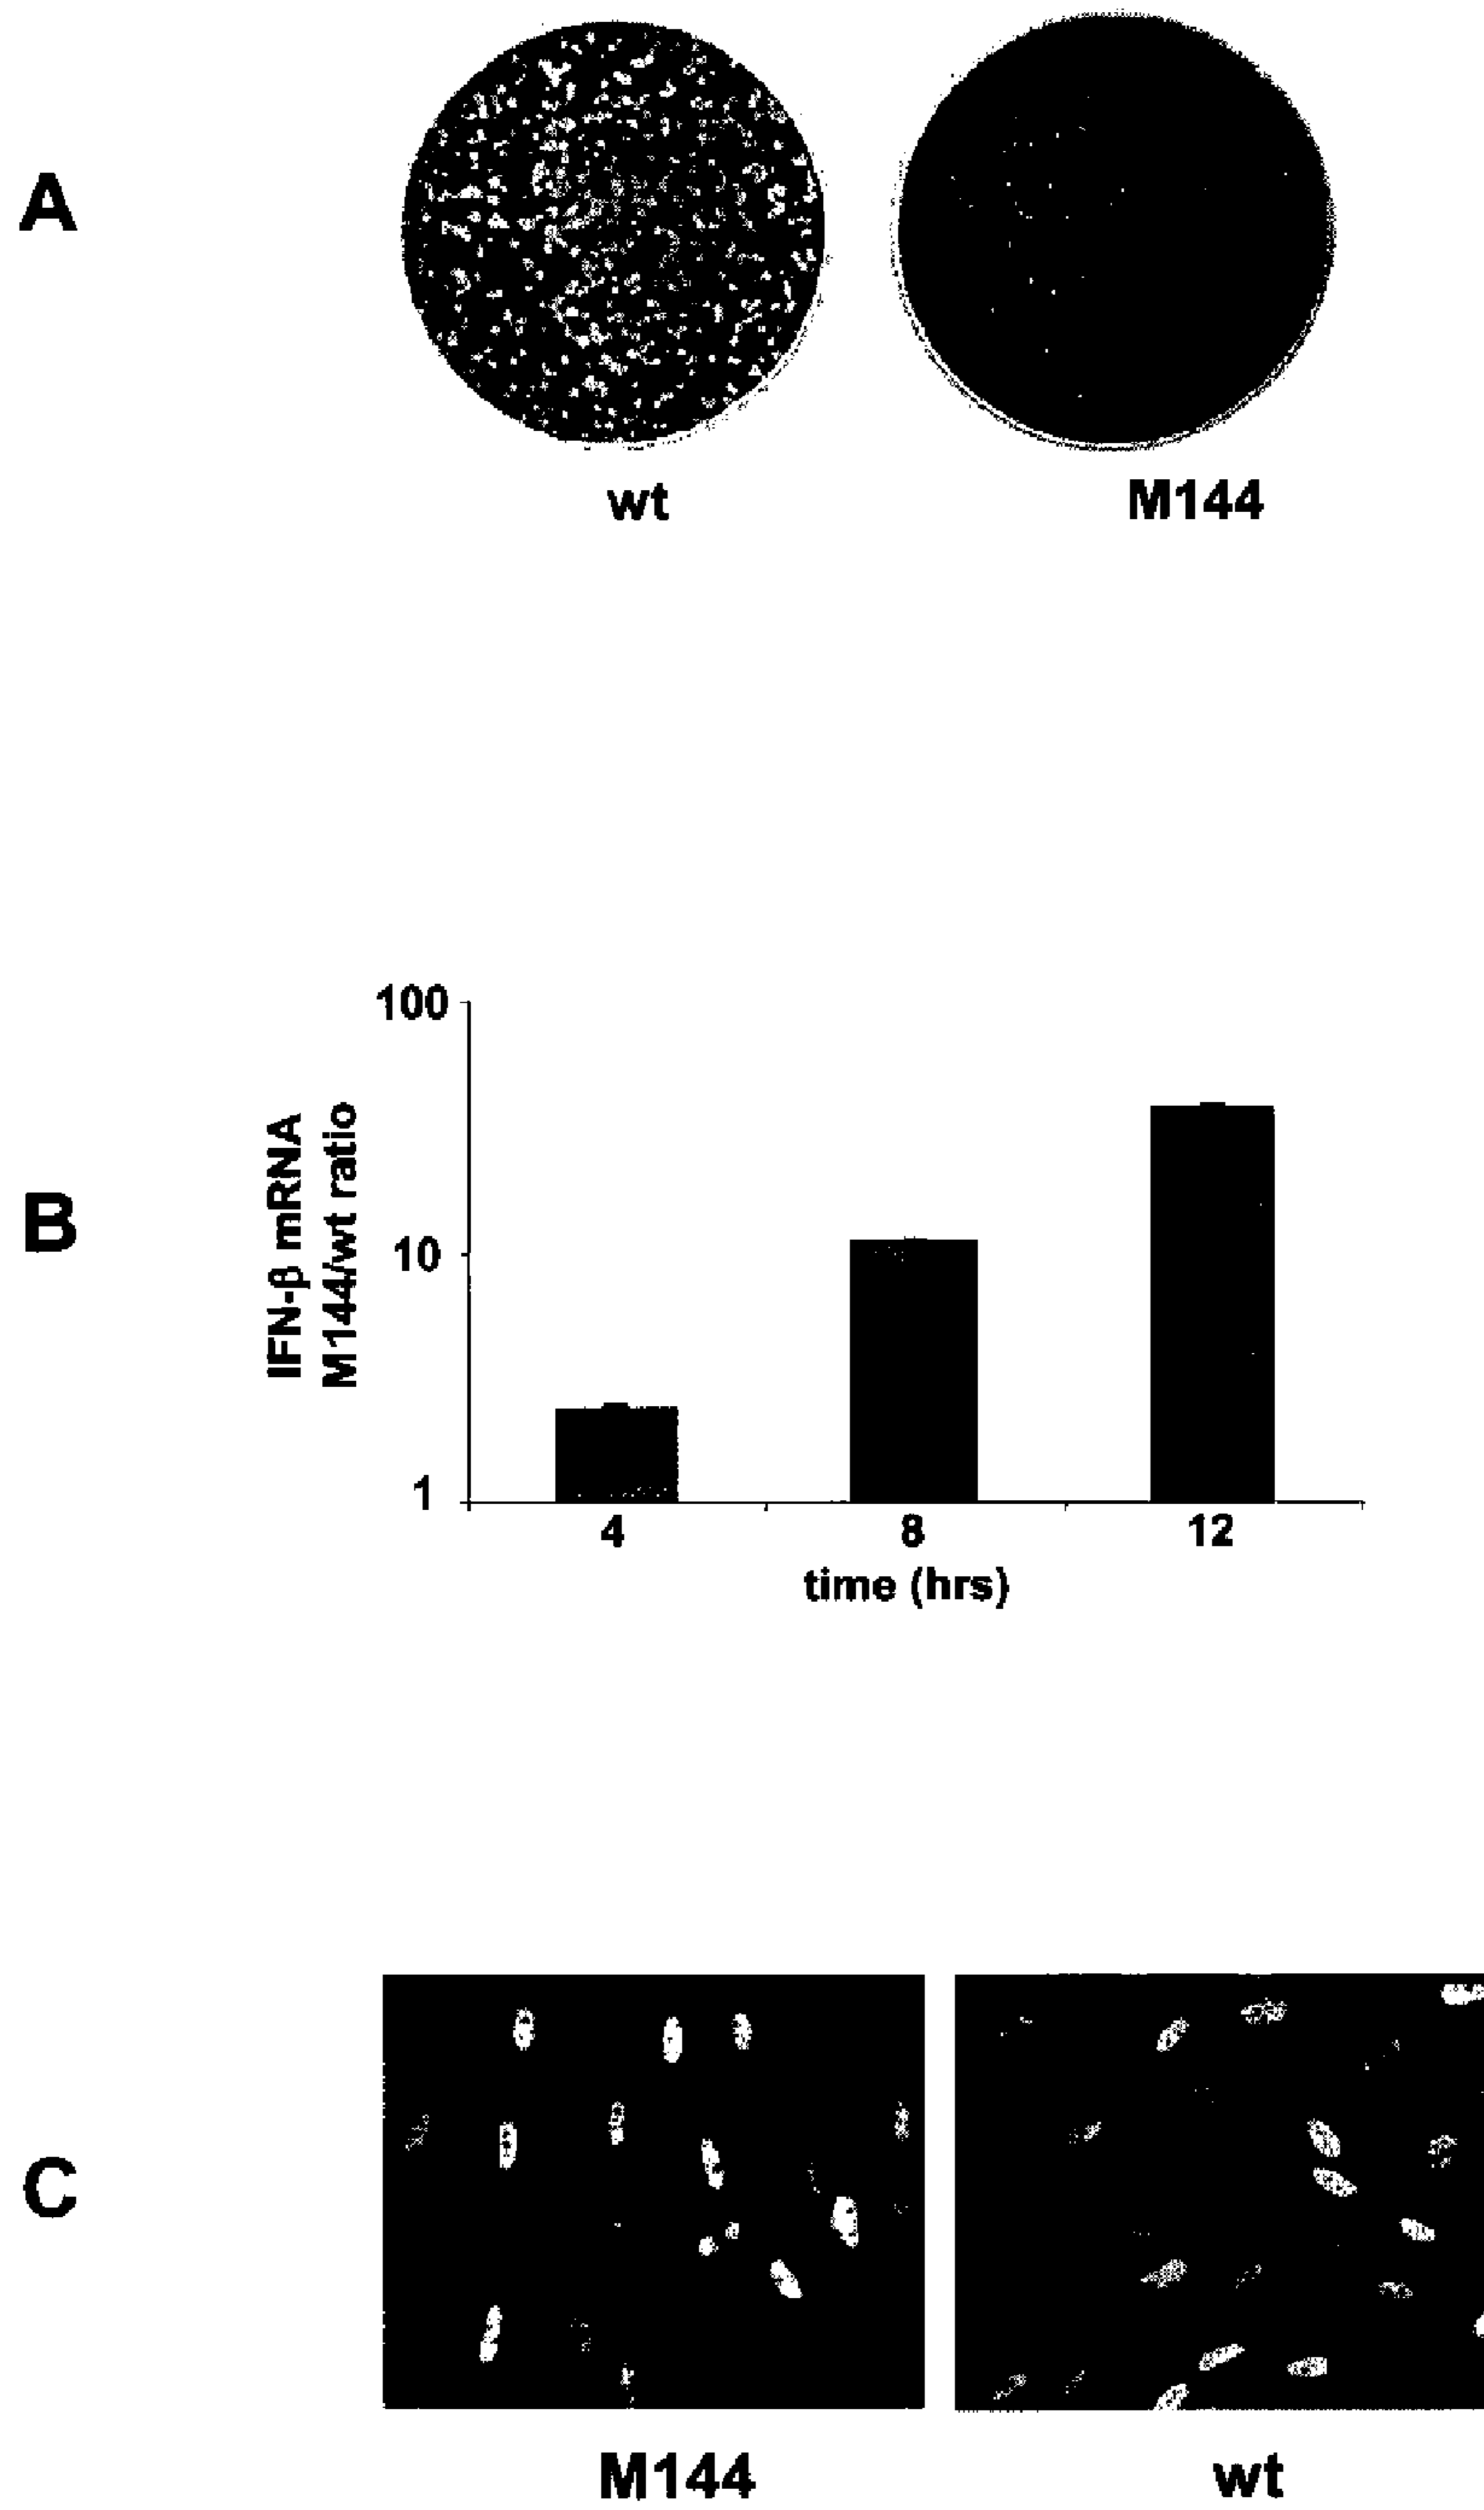 A
wt
M144
B
IFN-β mRNA
M144/wt ratio
100
10
1
4
8
12
time (hrs)
C
M144
wt